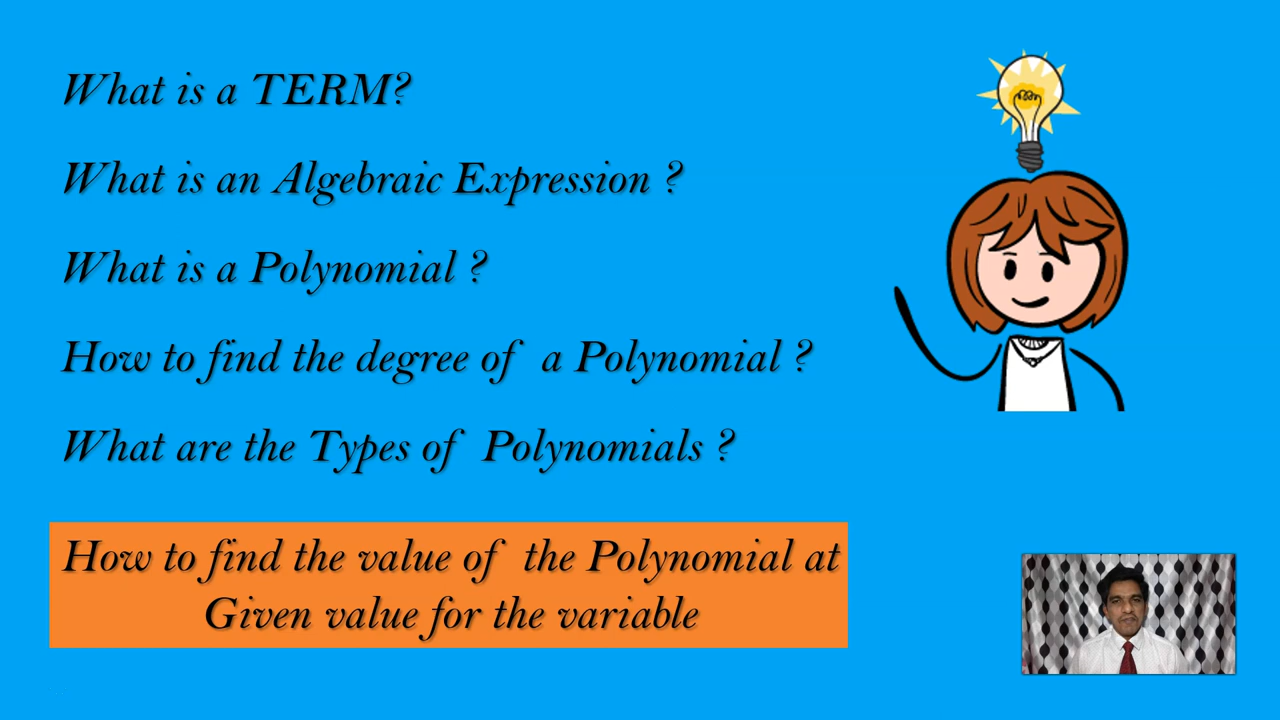 What is a TERM?
What is an Algebraic Expression ?
What is a Polynomial ?
How to find the degree of a Polynomial ?
What are the Types of Polynomials ?
How to find the value of the Polynomial at
Given value for the variable